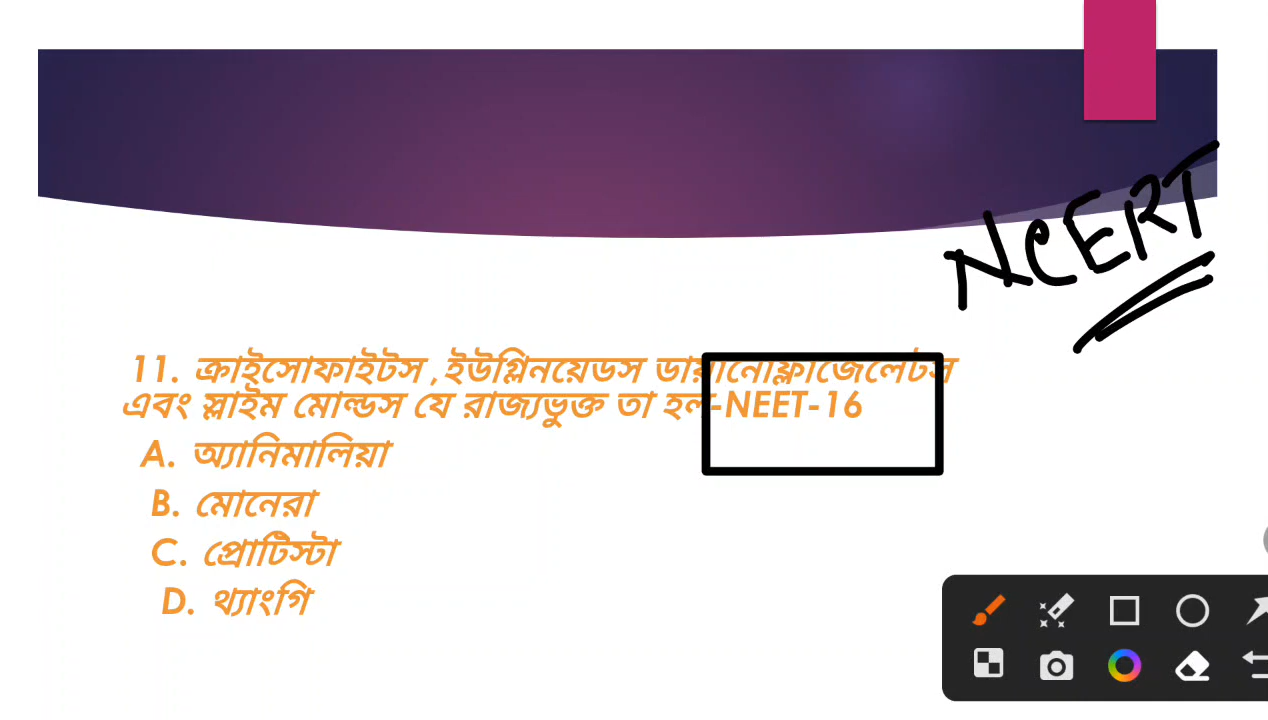 NCERT
11. ক্রাইসোফাইটস ,ইউগ্লিনয়েডস ডায়ানোফ্লাজেলেটস
এবং স্লাইম মোল্ডস যে রাজ্যভুক্ত তা হল-NEET-16
A. অ্যানিমালিয়া
B. মোনেরা
C. প্রোটিস্টা
D. থ্যাংগি